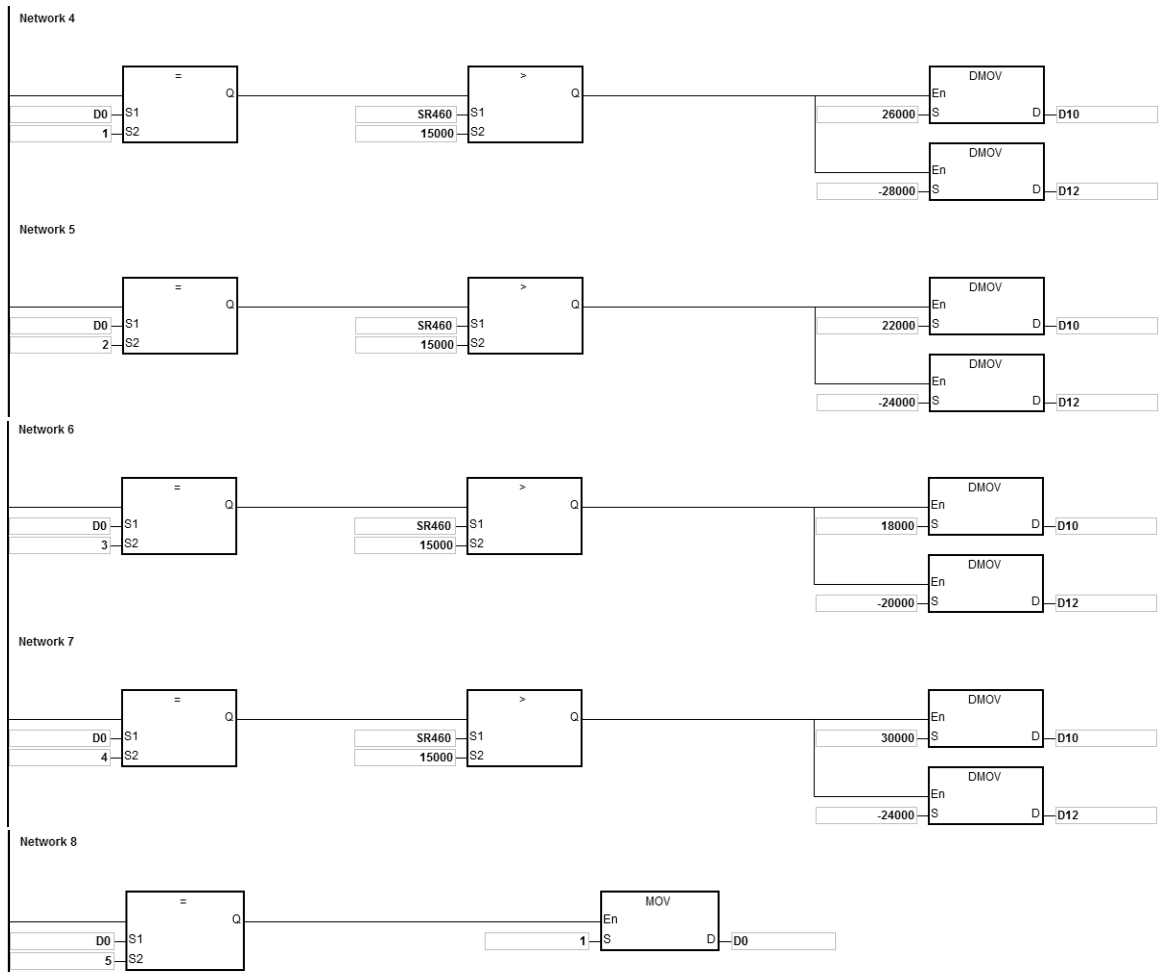 Network 4
= > DMOV
Q Q En
D0 S1 SR460 S1 26000 S D D10
1 S2 15000 S2
DMOV
En
-28000 S D D12
Network 5
= > DMOV
Q Q En
D0 S1 SR460 S1 22000 S D D10
2 S2 15000 S2
DMOV
En
-24000 S D D12
Network 6
= > DMOV
Q Q En
D0 S1 SR460 S1 18000 S D D10
3 S2 15000 S2
DMOV
En
-20000 S D D12
Network 7
= > DMOV
Q Q En
D0 S1 SR460 S1 30000 S D D10
4 S2 15000 S2
DMOV
En
-24000 S D D12
Network 8
= MOV
Q En
D0 S1 1 S D D0
5 S2